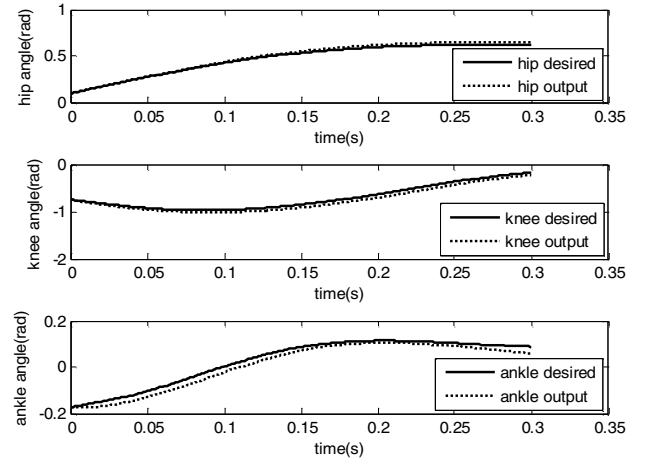 1
0.5
0
hip angle(rad)
hip desired
hip output
0 0.05 0.1 0.15 0.2 0.25 0.3 0.35
time(s)
0
-1
-2
knee angle(rad)
knee desired
knee output
0 0.05 0.1 0.15 0.2 0.25 0.3 0.35
time(s)
0.2
0
-0.2
ankle angle(rad)
ankle desired
ankle output
0 0.05 0.1 0.15 0.2 0.25 0.3 0.35
time(s)